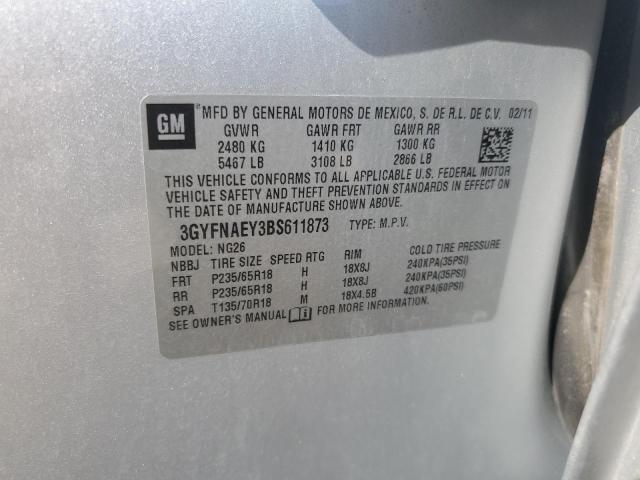 GM
MFD BY GENERAL MOTORS DE MEXICO, S. DE R.L. DE C.V. 02/11
GVWR GAWR FRT GAWR RR
2480 KG 1410 KG 1300 KG
5467 LB 3108 LB 2866 LB
THIS VEHICLE CONFORMS TO ALL APPLICABLE U.S. FEDERAL MOTOR
VEHICLE SAFETY AND THEFT PREVENTION STANDARDS IN EFFECT ON
THE DATE OF MANUFACTURE SHOWN ABOVE.
3GYFNAEY3BS611873 TYPE: M.P.V.
MODEL: NG26
NBBJ TIRE SIZE SPEED RTG RIM COLD TIRE PRESSURE
FRT P235/65R18 H 18X8J 240KPA(35PSI)
RR P235/65R18 H 18X8J 240KPA(35PSI)
SPA T135/70R18 M 18X4.5B 420KPA(60PSI)
SEE OWNER'S MANUAL FOR MORE INFORMATION.